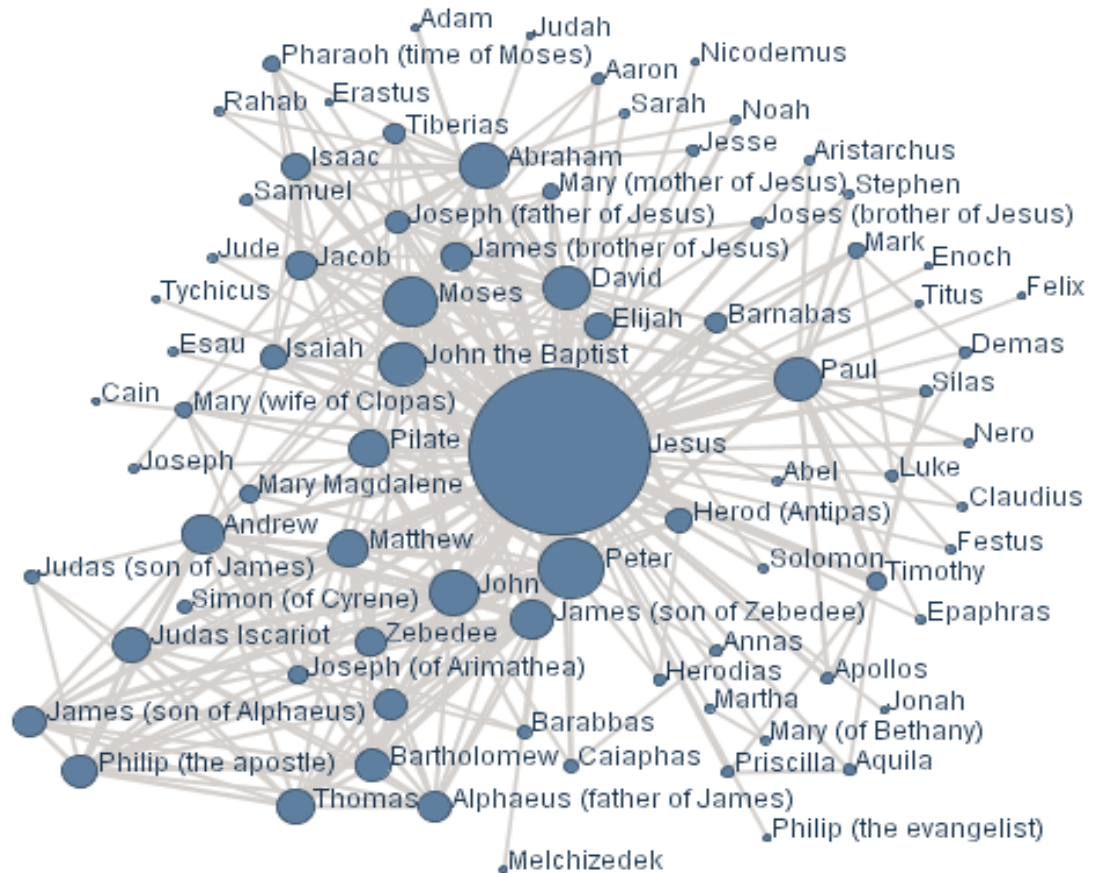 Adam
Judah
Pharaoh (time of Moses)
Nicodemus
Aaron
Rahab
Erastus
Sarah
Noah
Tiberias
Jesse
Isaac
Abraham
Aristarchus
Samuel
Mary (mother of Jesus)
Stephen
Joseph (father of Jesus)
Joses (brother of Jesus)
Jude
Jacob
James (brother of Jesus)
Mark
Enoch
Tychicus
Moses
David
Titus
Felix
Elijah
Barnabas
Esau
Isaiah
John the Baptist
Demas
Paul
Silas
Cain
Mary (wife of Clopas)
Pilate
Jesus
Nero
Joseph
Abel
Luke
Mary Magdalene
Claudius
Andrew
Herod (Antipas)
Matthew
Festus
Judas (son of James)
Peter
Solomon
Timothy
Simon (of Cyrene)
John
James (son of Zebedee)
Epaphras
Judas Iscariot
Zebedee
Annas
Joseph (of Arimathea)
Herodias
Apollos
Martha
Jonah
James (son of Alphaeus)
Barabbas
Mary (of Bethany)
Philip (the apostle)
Bartholomew
Caiaphas
Priscilla
Aquila
Thomas
Alphaeus (father of James)
Philip (the evangelist)
Melchizedek